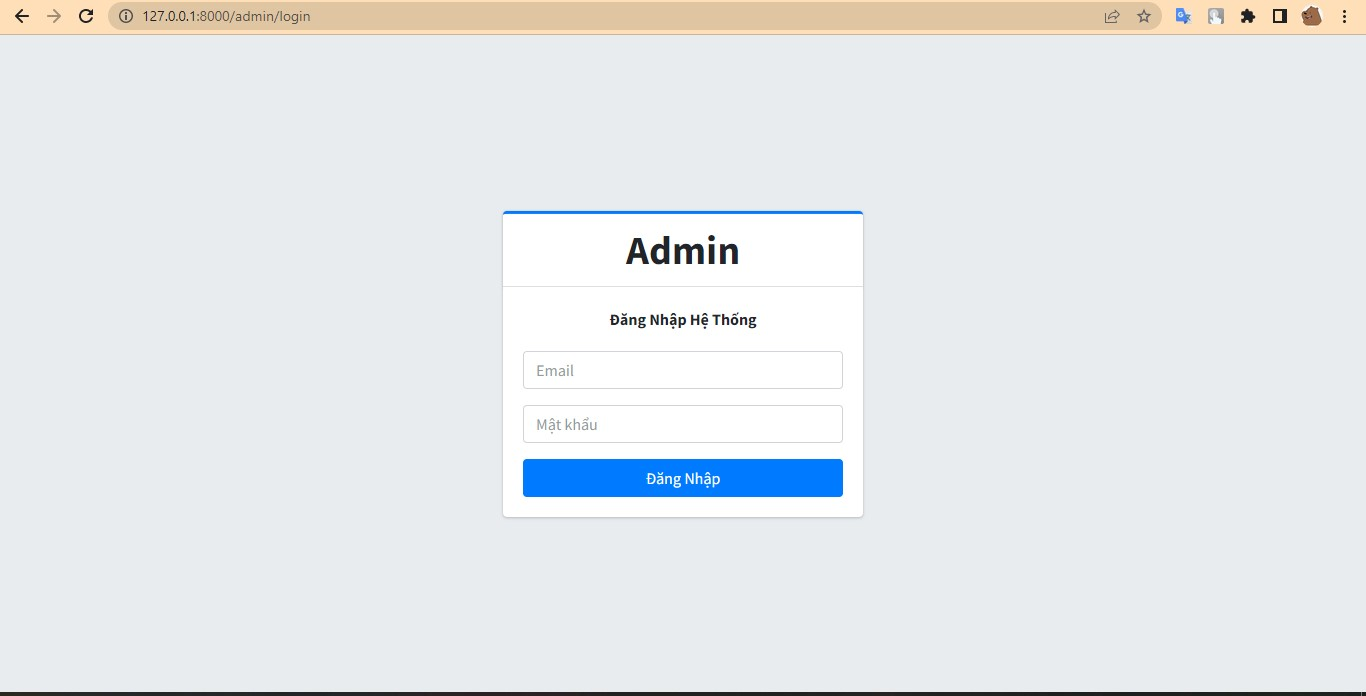 127.0.0.1:8000/admin/login
Admin
Đăng Nhập Hệ Thống
Email
Mật khẩu
Đăng Nhập